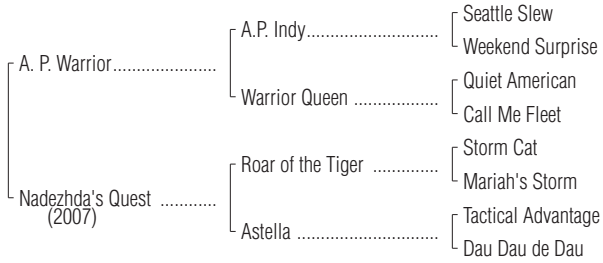 Seattle Slew
A.P. Indy..................................
Weekend Surprise
A. P. Warrior.....................
Quiet American
Warrior Queen .....................
Call Me Fleet
Storm Cat
Roar of the Tiger ................
Mariah's Storm
Nadezhda's Quest ............
(2007)
Tactical Advantage
Astella ...................................
Dau Dau de Dau